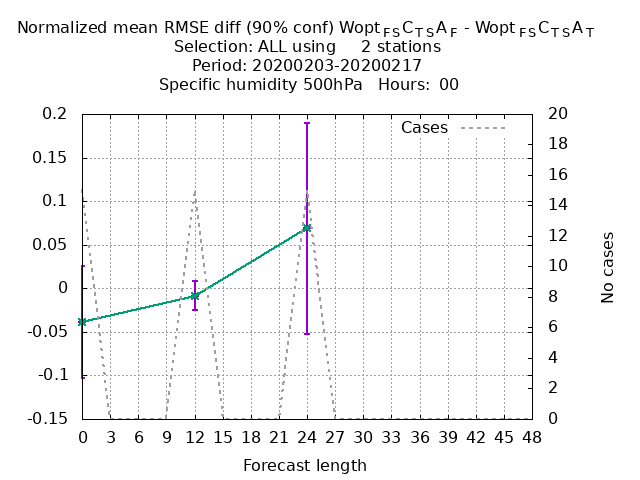 Normalized mean RMSE diff (90% conf) Wopt FS C T S A F - Wopt FS C T S A T
Selection: ALL using 2 stations
Period: 20200203-20200217
Specific humidity 500hPa Hours: 00
Cases
0.2
0.15
0.1
0.05
0
-0.05
-0.1
-0.15
20
18
16
14
12
10
8
6
4
2
0
No cases
0 3 6 9 12 15 18 21 24 27 30 33 36 39 42 45 48
Forecast length